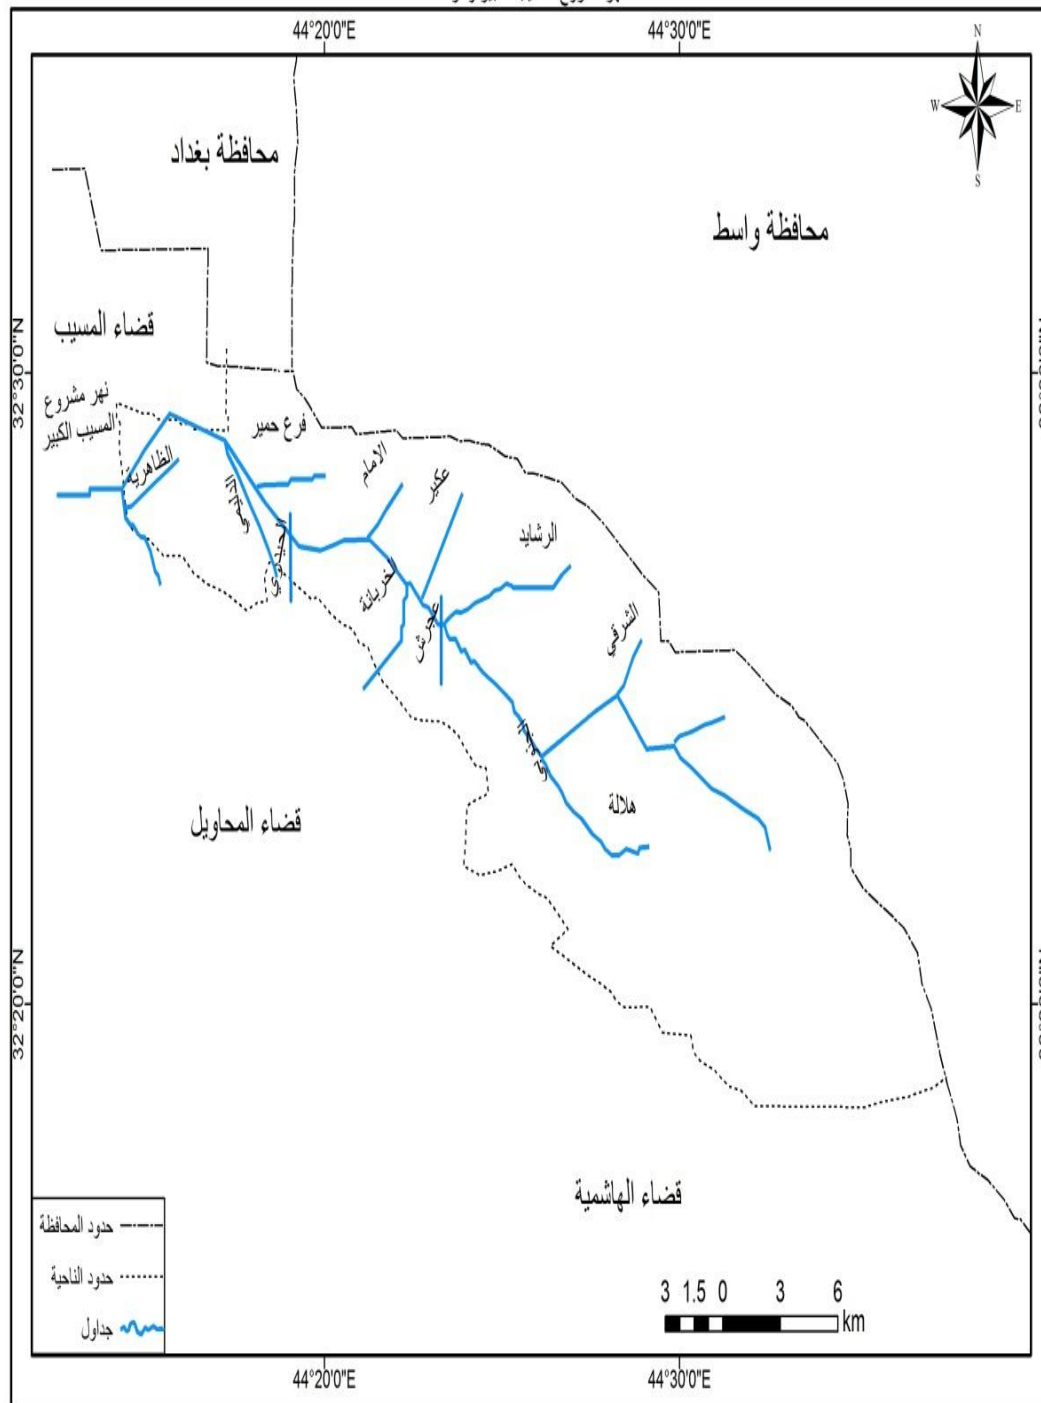 44°20'0"E
44°30'0"E
N
W
E
S
محافظة بغداد
محافظة واسط
قضاء المسيب
32°30'0"N
نهر مشروع
المسيب الكبير
فرع حمير
الظاهرية
الامام
عكير
الرشايد
الخربانة
عجرش
الشرقي
هلالة
قضاء المحاويل
32°20'0"N
قضاء الهاشمية
حدود المحافظة
حدود الناحية
جداول
3 1.5 0 3 6
km
44°20'0"E
44°30'0"E